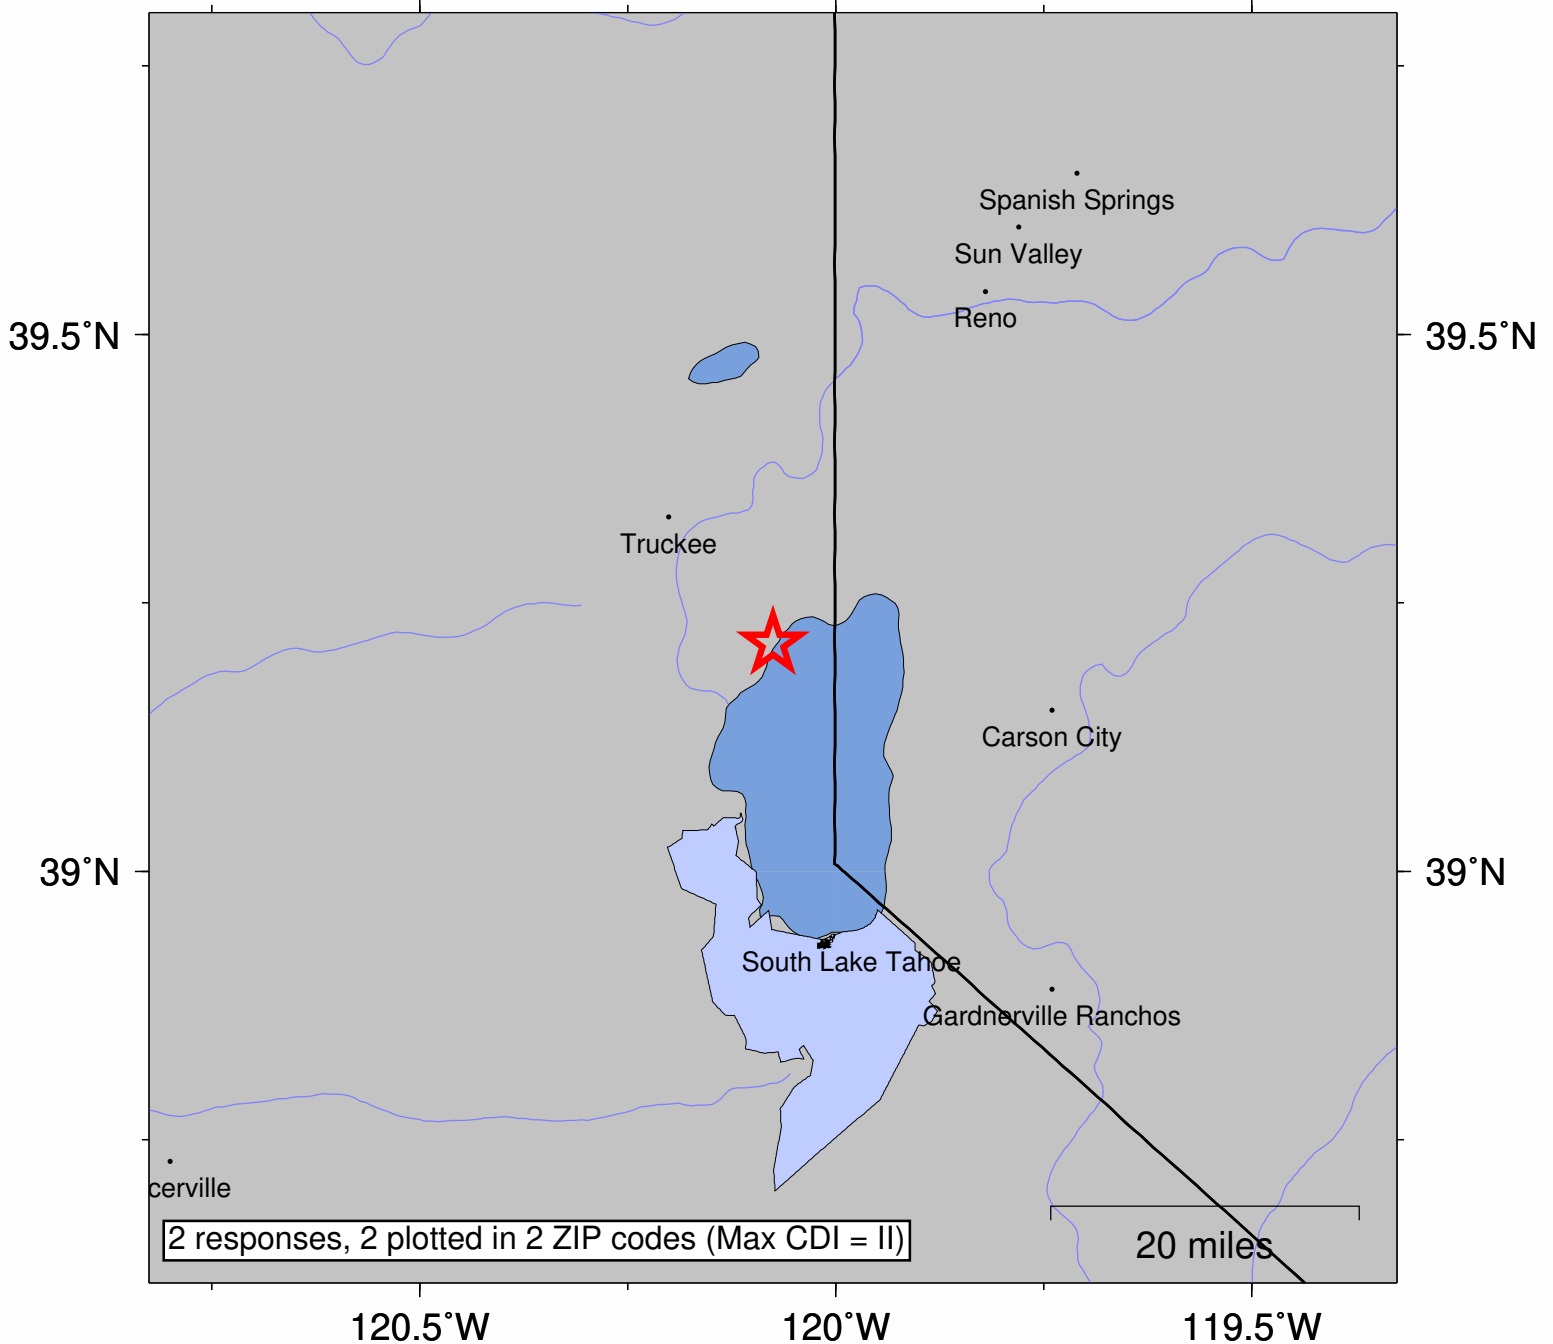 Spanish Springs
Sun Valley
Reno
39.5°N
39.5°N
Truckee
Carson City
39°N
39°N
South Lake Tahoe
Gardnerville Ranchos
cerville
2 responses, 2 plotted in 2 ZIP codes (Max CDI = II)
20 miles
120.5°W
120°W
119.5°W